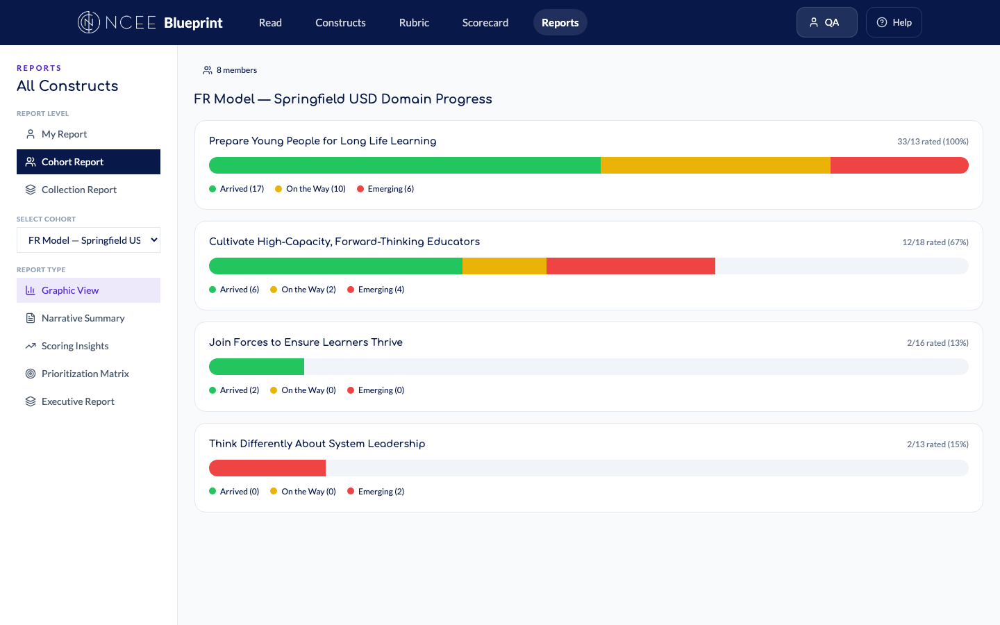 NCEE Blueprint
Read
Constructs
Rubric
Scorecard
Reports
QA
Help
REPORTS
All Constructs
REPORT LEVEL
My Report
Cohort Report
Collection Report
SELECT COHORT
FR Model — Springfield US
REPORT TYPE
Graphic View
Narrative Summary
Scoring Insights
Prioritization Matrix
Executive Report
8 members
FR Model — Springfield USD Domain Progress
Prepare Young People for Long Life Learning
33/13 rated (100%)
Arrived (17) On the Way (10) Emerging (6)
Cultivate High-Capacity, Forward-Thinking Educators
12/18 rated (67%)
Arrived (6) On the Way (2) Emerging (4)
Join Forces to Ensure Learners Thrive
2/16 rated (13%)
Arrived (2) On the Way (0) Emerging (0)
Think Differently About System Leadership
2/13 rated (15%)
Arrived (0) On the Way (0) Emerging (2)